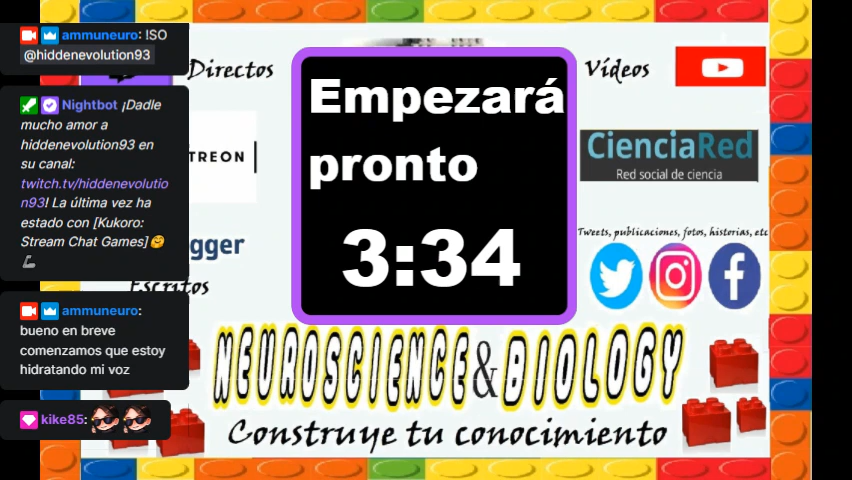 ammuneuro: !SO
@hiddenevolution93
Nightbot ¡Dadle
mucho amor a
hiddenevolution93 en
su canal:
twitch.tv/hiddenevolutio
n93! La última vez ha
estado con [Kukoro:
Stream Chat Games]🤗
💪
ammuneuro:
bueno en breve
comenzamos que estoy
hidratando mi voz
kike85:
Directos
TREON
gger
Escritos
Empezará
pronto
3:34
Vídeos
CienciaRed
Red social de ciencia
Tweets, publicaciones, fotos, historias, etc
NEUROSCIENCE&BIOLOGY
Construye tu conocimiento